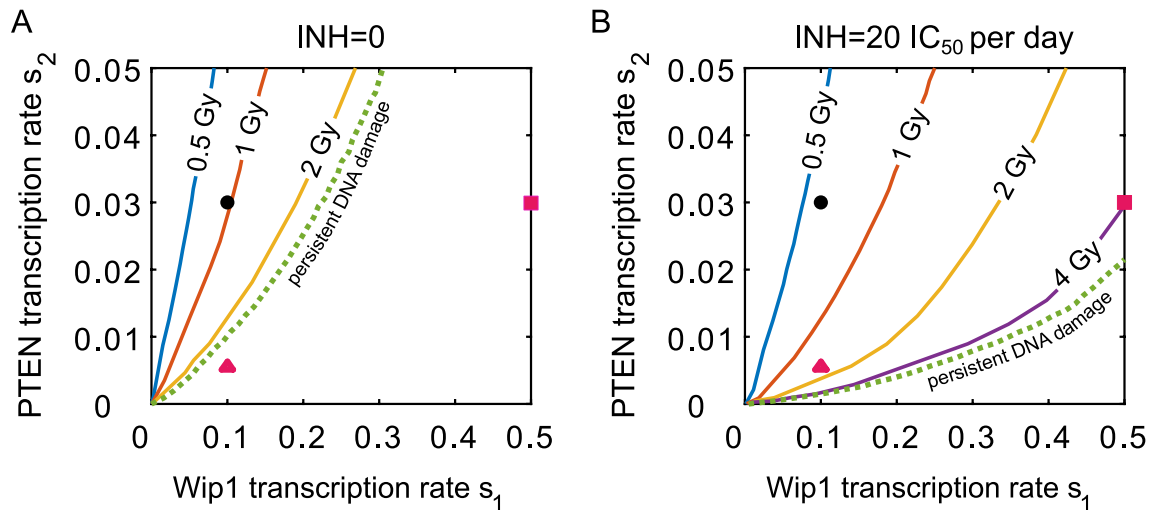 A
INH=0
PTEN transcription rate s2
0.05
0.04
0.03
0.02
0.01
0
0.5 Gy
1 Gy
2 Gy
persistent DNA damage
0
0.1
0.2
0.3
0.4
0.5
Wip1 transcription rate s1
B
INH=20 IC50 per day
PTEN transcription rate s2
0.05
0.04
0.03
0.02
0.01
0
0.5 Gy
1 Gy
2 Gy
4 Gy
persistent DNA damage
0
0.1
0.2
0.3
0.4
0.5
Wip1 transcription rate s1